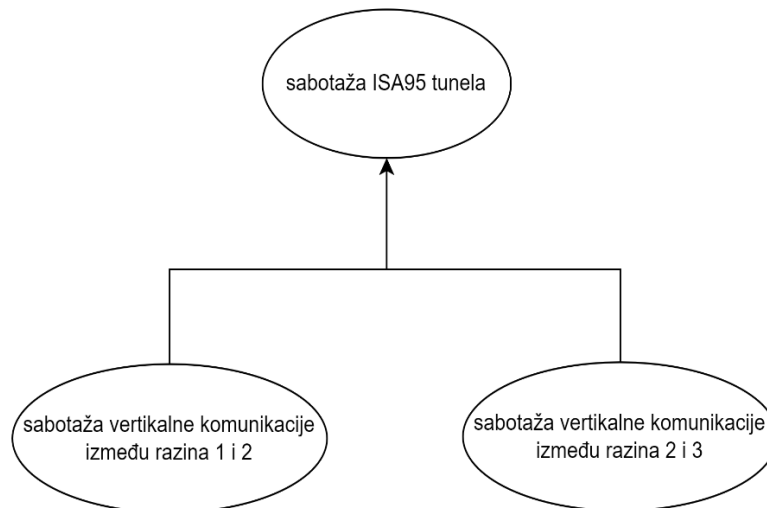 sabotaža ISA95 tunela
sabotaža vertikalne komunikacije
između razina 1 i 2
sabotaža vertikalne komunikacije
između razina 2 i 3